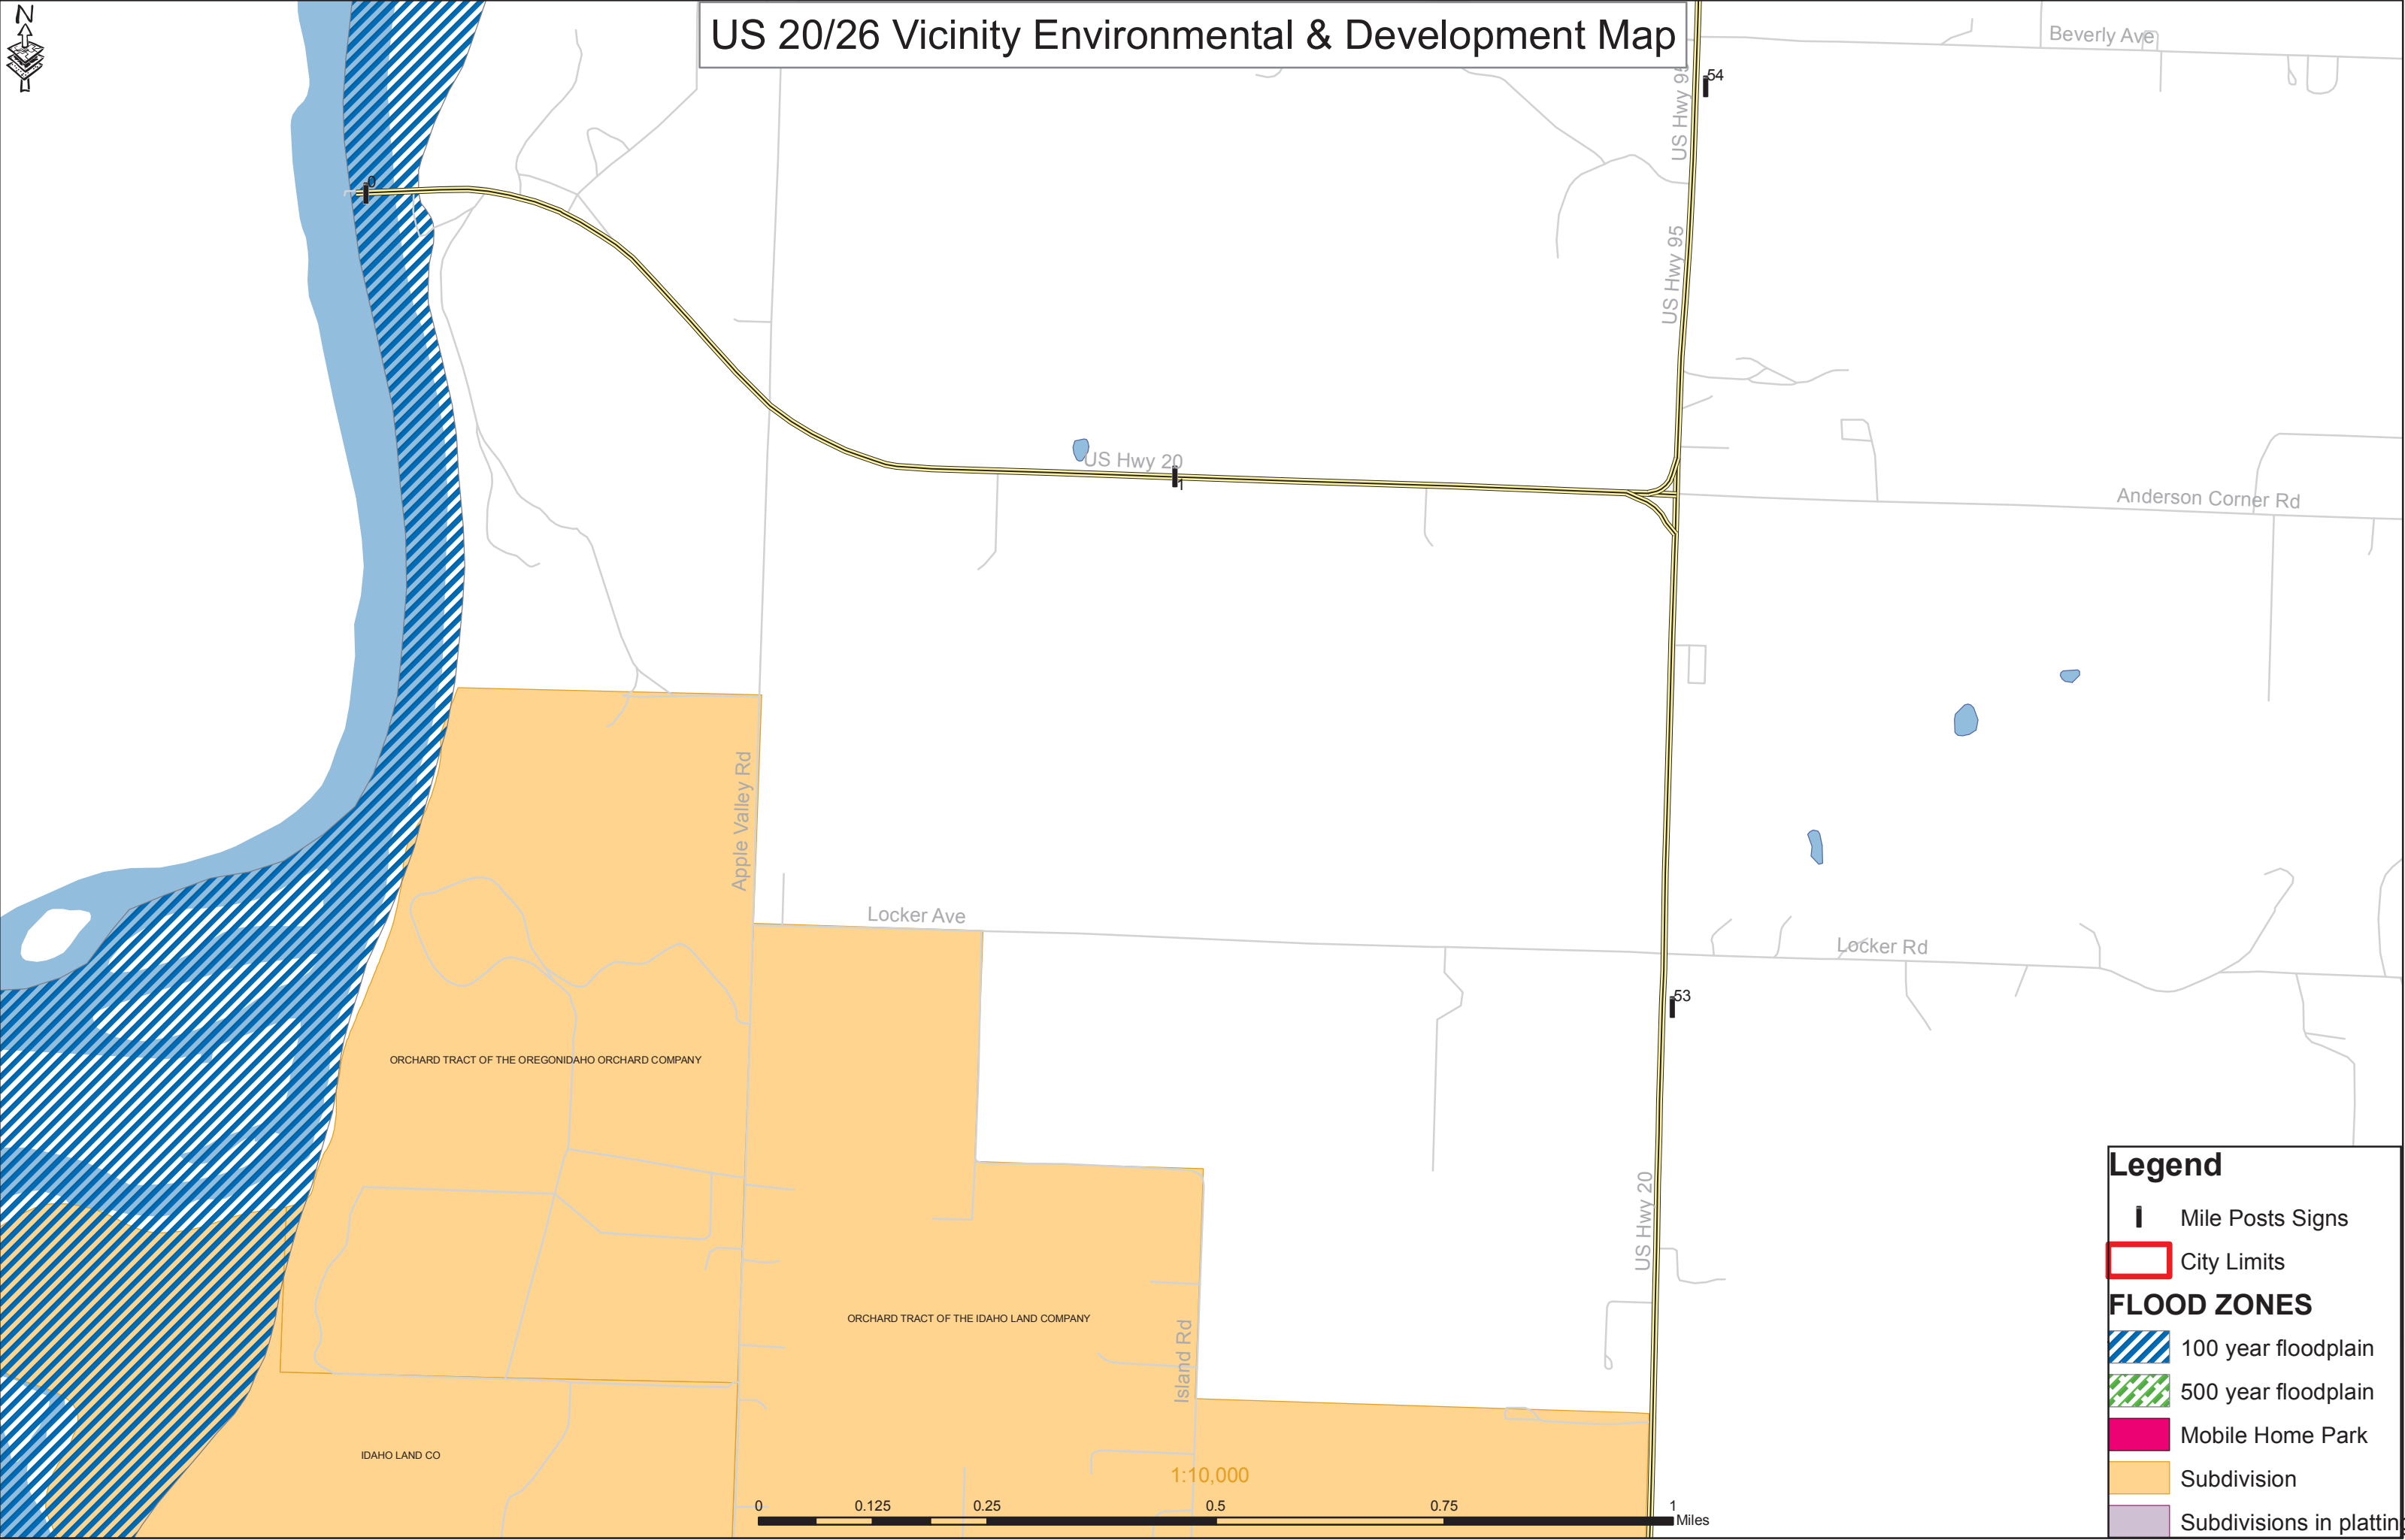 N
US 20/26 Vicinity Environmental & Development Map
Beverly Ave
54
US Hwy 95
0
US Hwy 95
US Hwy 20
1
Anderson Corner Rd
Apple Valley Rd
Locker Ave
Locker Rd
53
ORCHARD TRACT OF THE OREGONIDAHO ORCHARD COMPANY
US Hwy 20
ORCHARD TRACT OF THE IDAHO LAND COMPANY
Island Rd
IDAHO LAND CO
1:10,000
0 0.125 0.25 0.5 0.75 1
Miles
Legend
Mile Posts Signs
City Limits
FLOOD ZONES
100 year floodplain
500 year floodplain
Mobile Home Park
Subdivision
Subdivisions in plattin